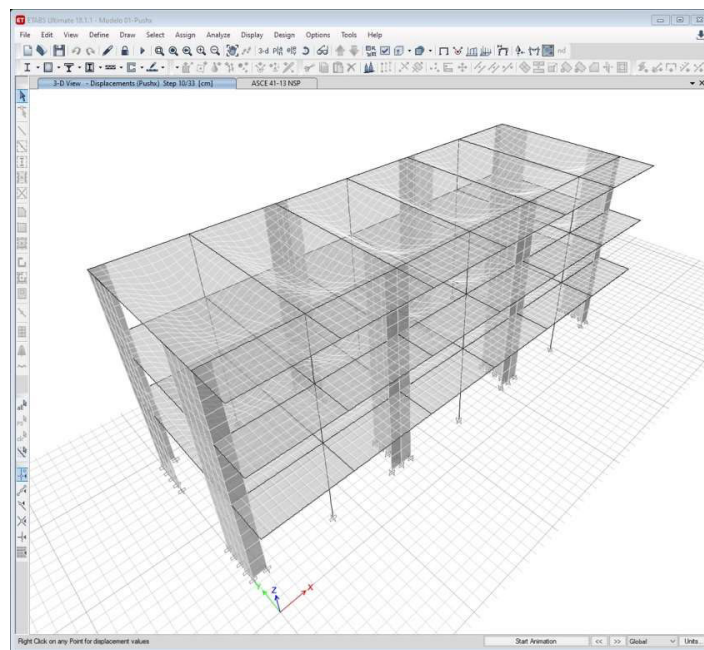 ETABS Ultimate 18.1.1 - Modelo 01-Pushx
File Edit View Define Draw Select Assign Analyze Display Design Options Tools Help
3-d
3-D View - Displacements (Pushx) Step 10/33 [cm]
ASCE 41-13 NSP
Z
X
Right Click on any Point for displacement values
Start Animation
<<
>>
Global
Units...